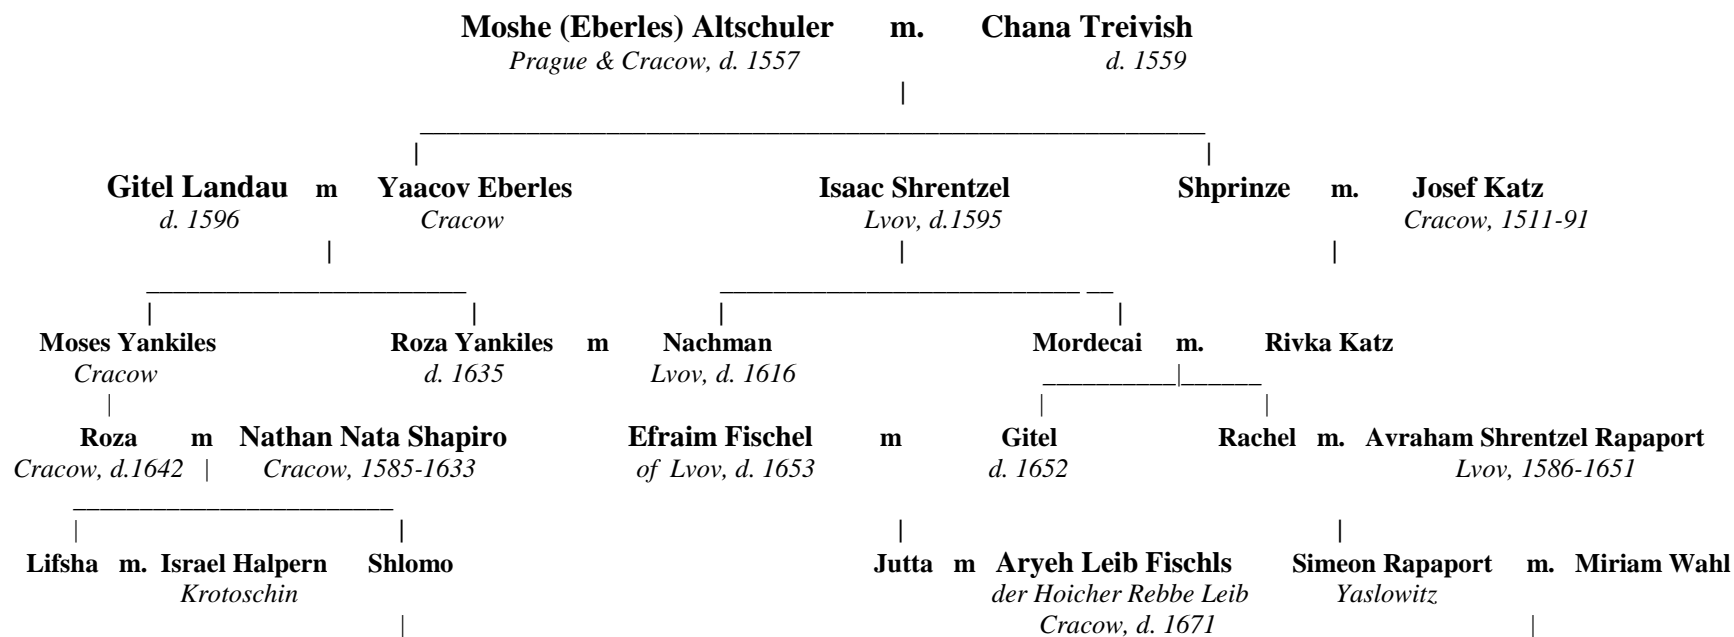 Moshe (Eberles) Altschuler m. Chana Treivish
Prague & Cracow, d. 1557 d. 1559
Gitel Landau m Yaacov Eberles Isaac Shrentzel Shprinze m. Josef Katz
d. 1596 Cracow Lvov, d.1595 Cracow, 1511-91
Moses Yankiles Roza Yankiles m Nachman Mordecai m. Rivka Katz
Cracow d. 1635 Lvov, d. 1616
Roza m Nathan Nata Shapiro Efraim Fischel m Gitel Rachel m. Avraham Shrentzel Rapaport
Cracow, d.1642 Cracow, 1585-1633 of Lvov, d. 1653 d. 1652 Lvov, 1586-1651
Lifsha m. Israel Halpern Shlomo Jutta m Aryeh Leib Fischls Simeon Rapaport m. Miriam Wahl
Krotoschin der Hoicher Rebbe Leib Yaslowitz
Cracow, d. 1671